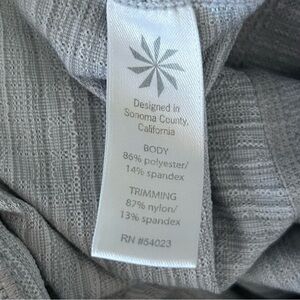 Designed in
Sonoma County,
California
BODY
86% polyester/
14% spandex
TRIMMING
87% nylon/
13% spandex
RN #54023